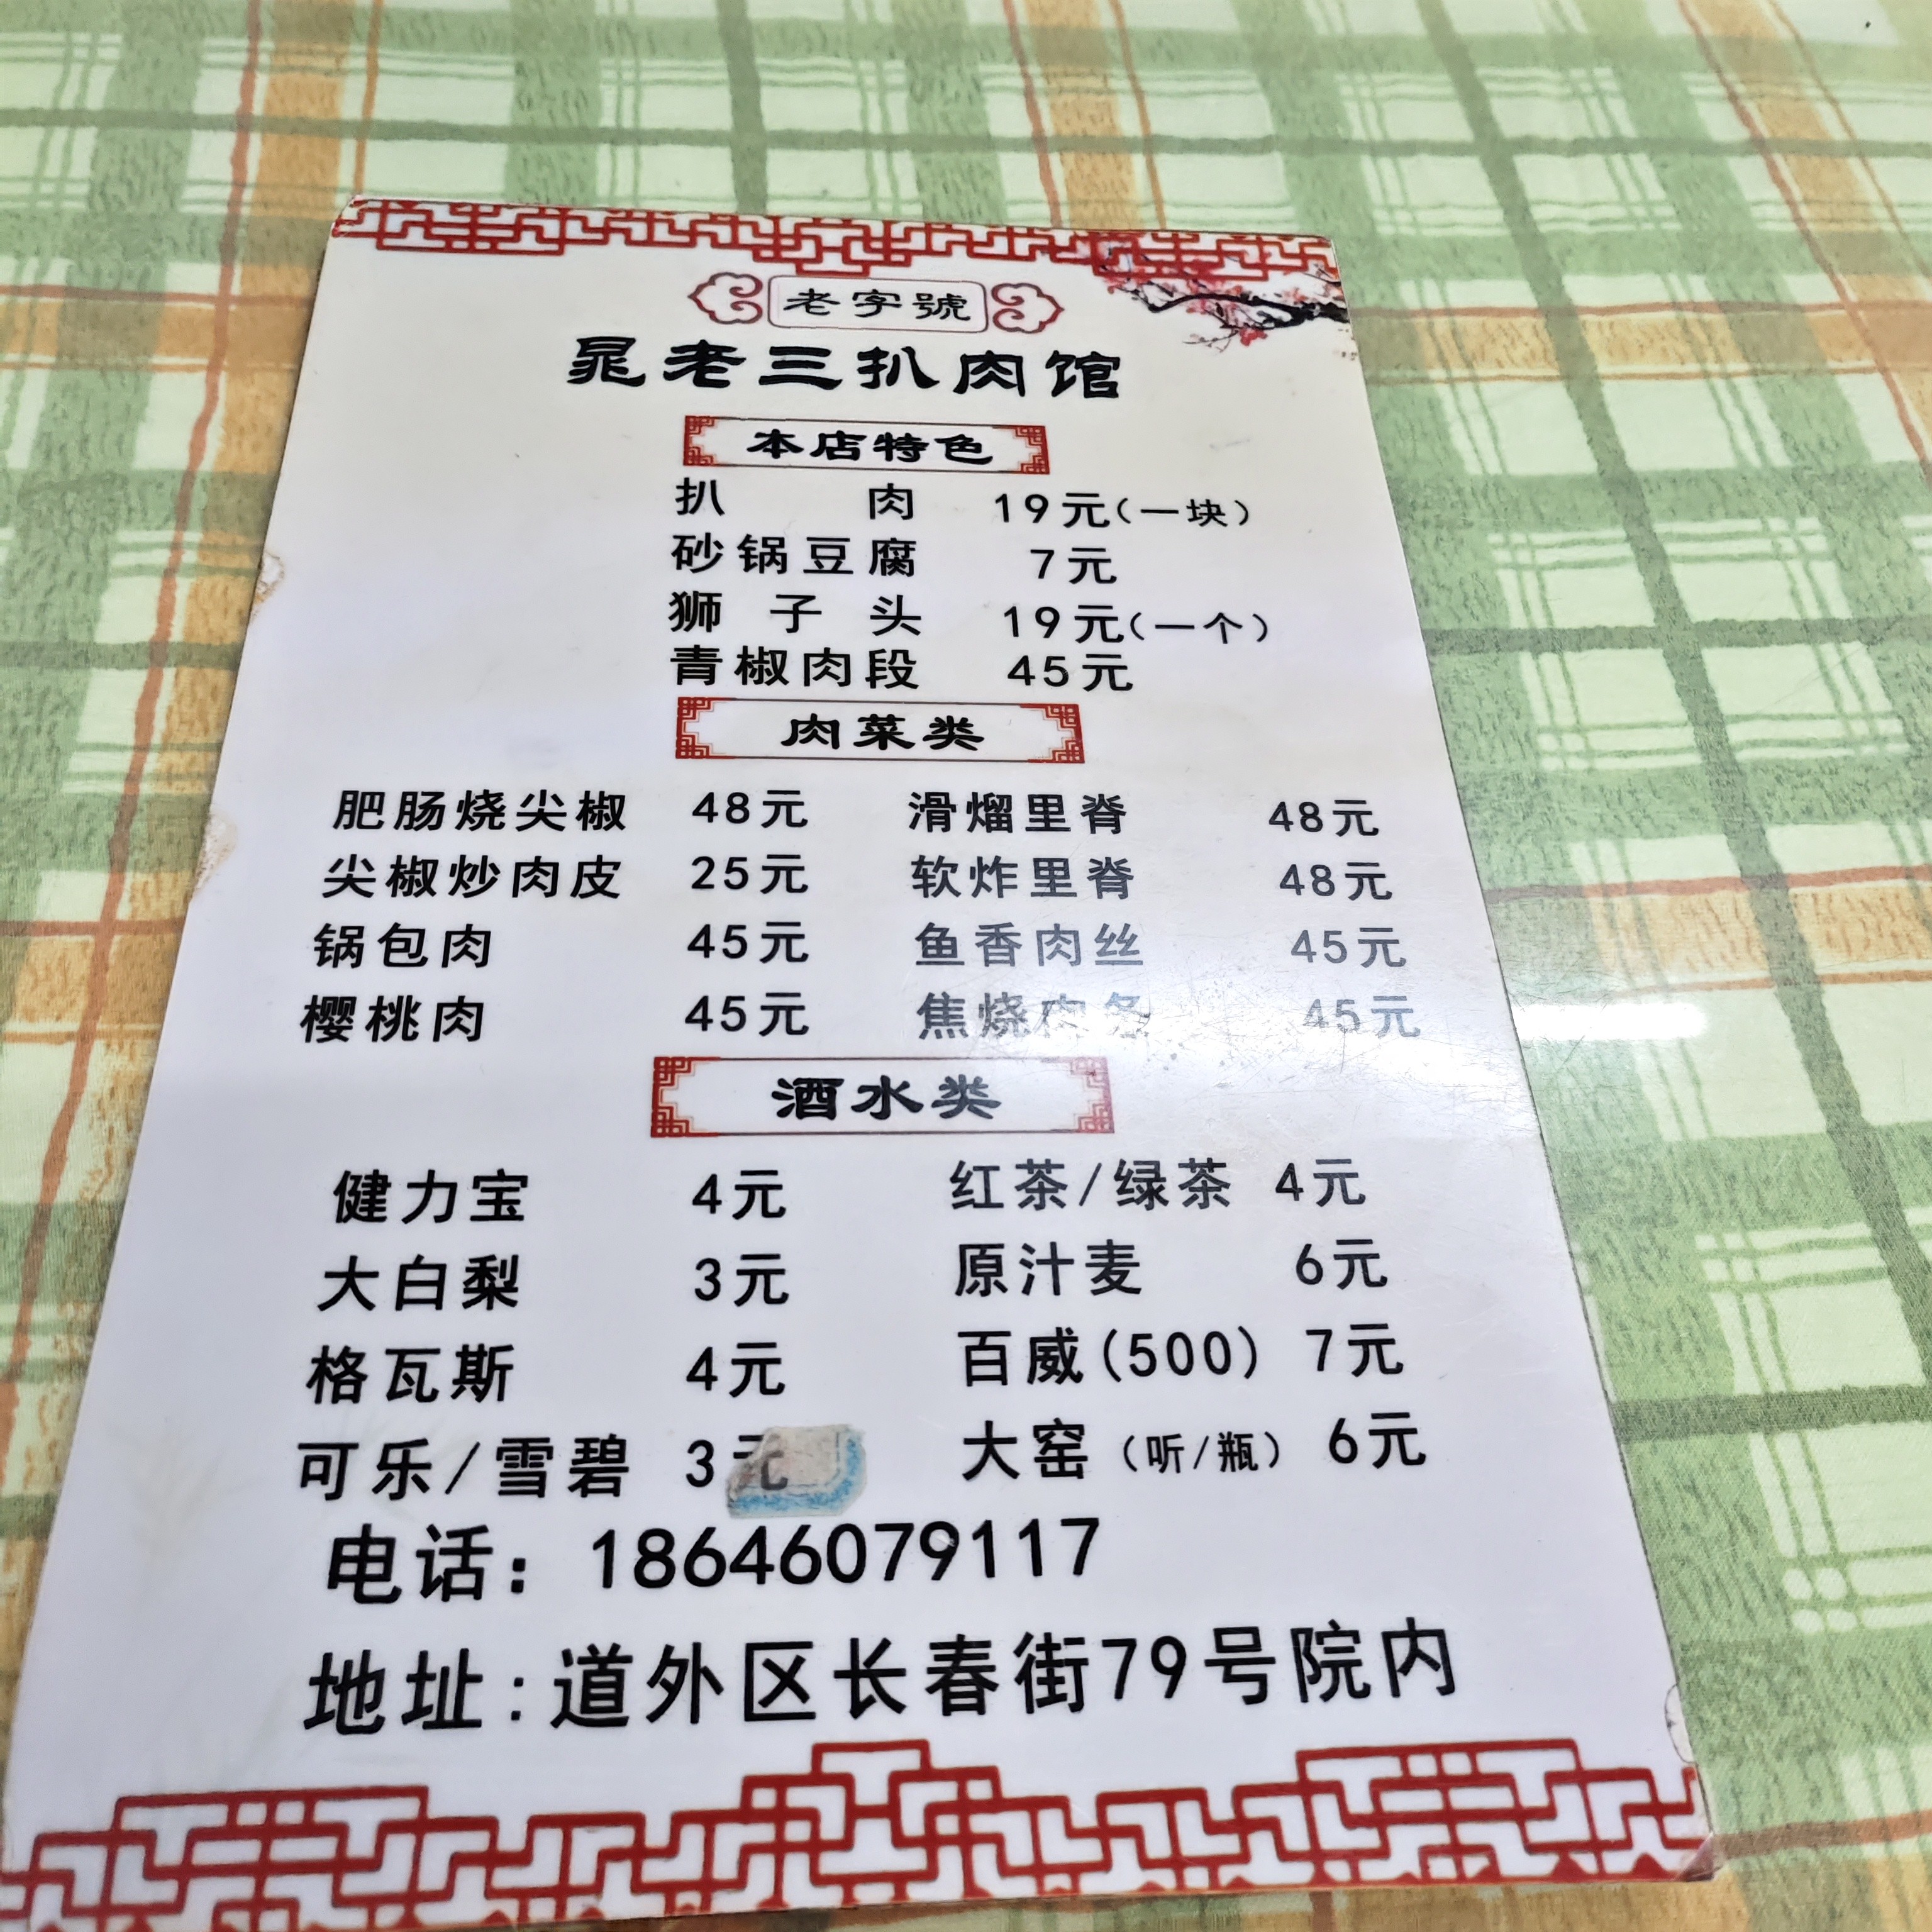 老字號
晁老三扒肉馆
本店特色
扒肉 19元(一块)
砂锅豆腐 7元
狮子头 19元(一个)
青椒肉段 45元
肉菜类
肥肠烧尖椒 48元 滑熘里脊 48元
尖椒炒肉皮 25元 软炸里脊 48元
锅包肉 45元 鱼香肉丝 45元
樱桃肉 45元 焦烧肉条 45元
酒水类
健力宝 4元 红茶/绿茶 4元
大白梨 3元 原汁麦 6元
格瓦斯 4元 百威(500) 7元
可乐/雪碧 3元 大窑(听/瓶) 6元
电话：18646079117
地址:道外区长春街79号院内